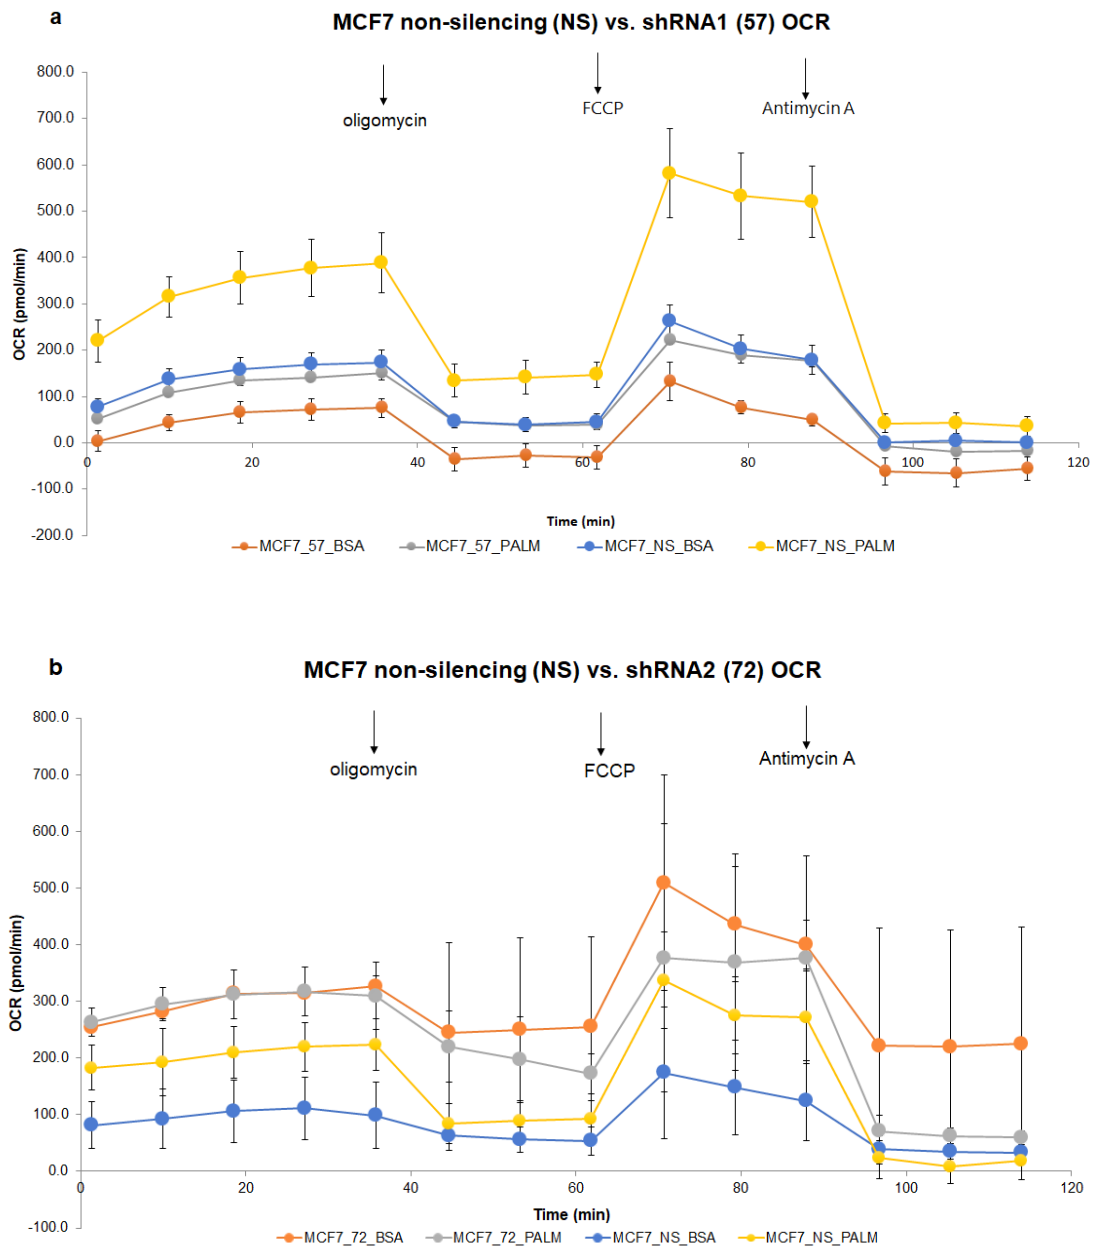 a
MCF7 non-silencing (NS) vs. shRNA1 (57) OCR
800.0
700.0
600.0
500.0
400.0
300.0
200.0
100.0
0.0
-100.0
-200.0
OCR (pmol/min)
oligomycin
FCCP
Antimycin A
0 20 40 60 80 100 120
Time (min)
MCF7_57_BSA MCF7_57_PALM MCF7_NS_BSA MCF7_NS_PALM
b
MCF7 non-silencing (NS) vs. shRNA2 (72) OCR
800.0
700.0
600.0
500.0
400.0
300.0
200.0
100.0
0.0
-100.0
OCR (pmol/min)
oligomycin
FCCP
Antimycin A
0 20 40 60 80 100 120
Time (min)
MCF7_72_BSA MCF7_72_PALM MCF7_NS_BSA MCF7_NS_PALM